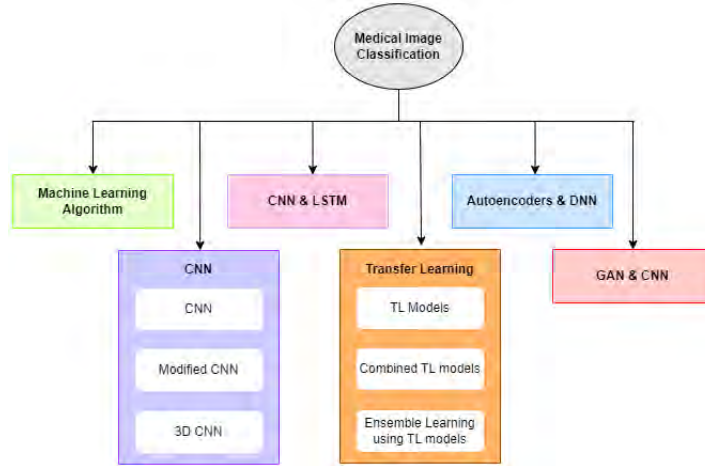 Medical Image
Classification
Machine Learning
Algorithm
CNN & LSTM
Autoencoders & DNN
CNN
CNN
Modified CNN
3D CNN
Transfer Learning
TL Models
Combined TL models
Ensemble Learning
using TL models
GAN & CNN